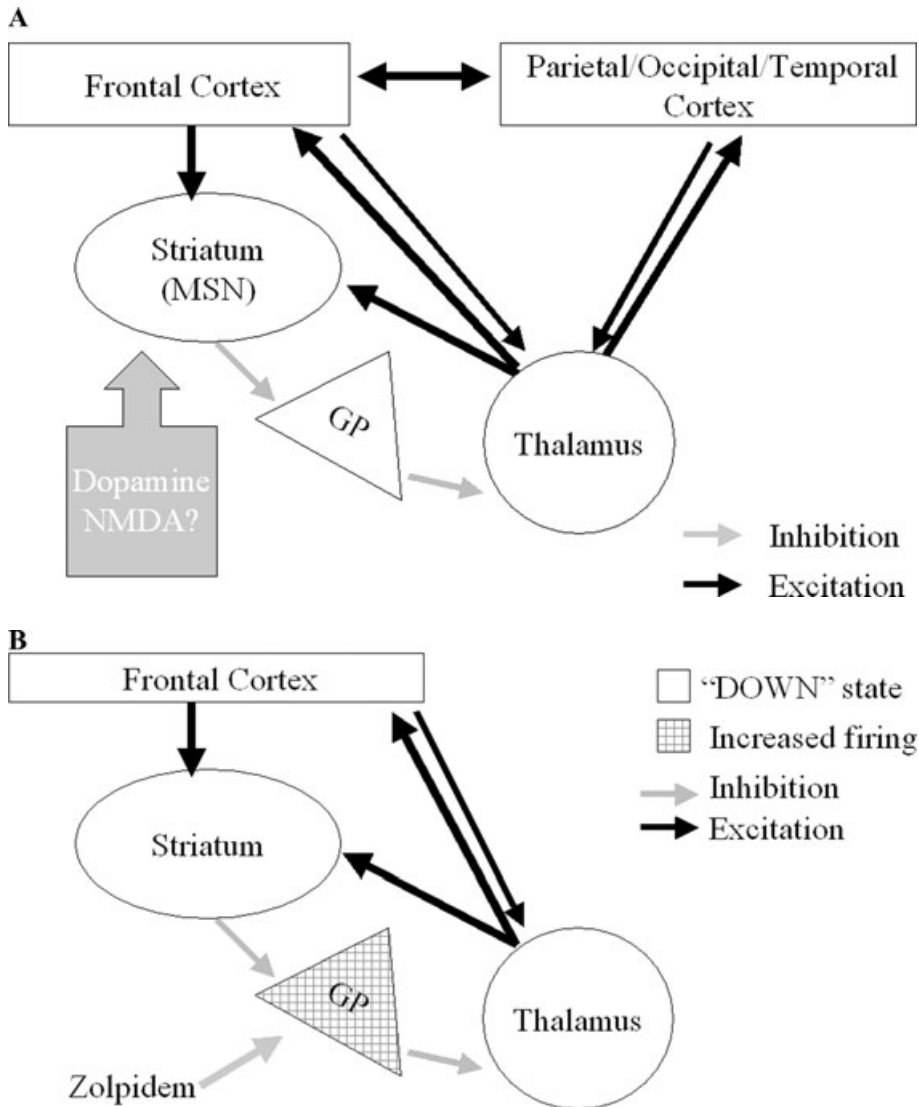 A
Frontal Cortex
Parietal/Occipital/Temporal
Cortex
Striatum
(MSN)
GP
Thalamus
Dopamine
NMDA?
Inhibition
Excitation
B
Frontal Cortex
"DOWN" state
Increased firing
Inhibition
Excitation
Striatum
GP
Thalamus
Zolpidem